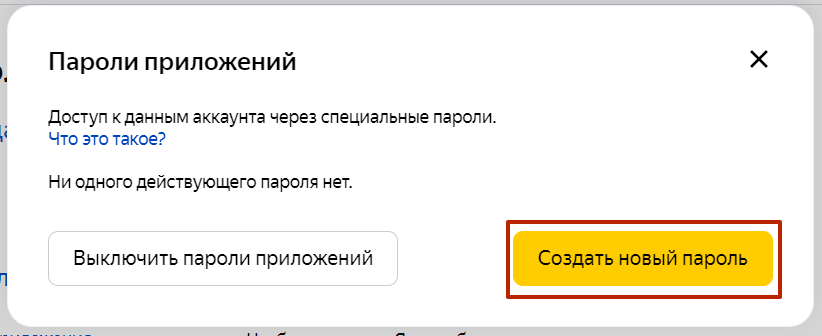 Пароли приложений
Доступ к данным аккаунта через специальные пароли.
Что это такое?
Ни одного действующего пароля нет.
Выключить пароли приложений
Создать новый пароль